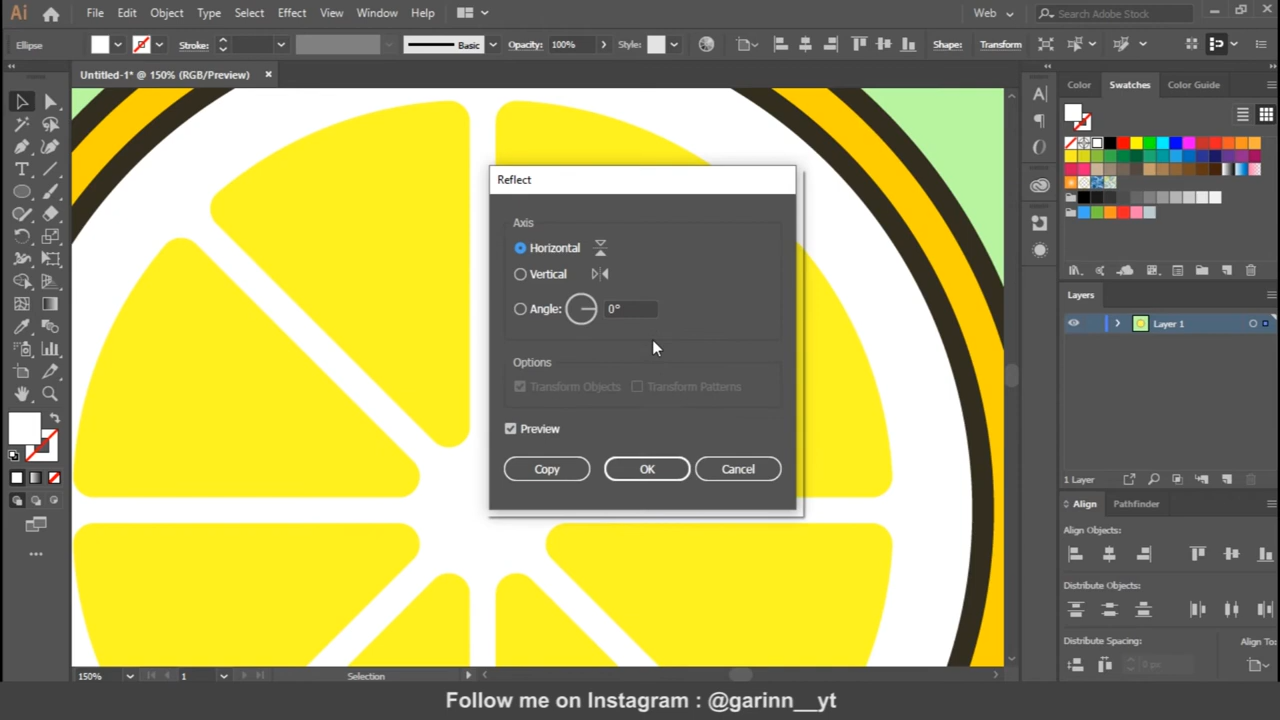 Ai File Edit Object Type Select Effect View Window Help Web Search Adobe Stock
Ellipse Stroke: Basic Opacity: 100% Style: Shape: Transform
Untitled-1* @ 150% (RGB/Preview)
Color Swatches Color Guide
Reflect
Axis
Horizontal
Vertical
Angle: 0°
Options
Transform Objects Transform Patterns
Preview
Copy OK Cancel
Layers
Layer 1
1 Layer
Align Pathfinder
Align Objects:
Distribute Objects:
Distribute Spacing: Align To:
0 px
150% 1 Selection
Follow me on Instagram : @garinn__yt